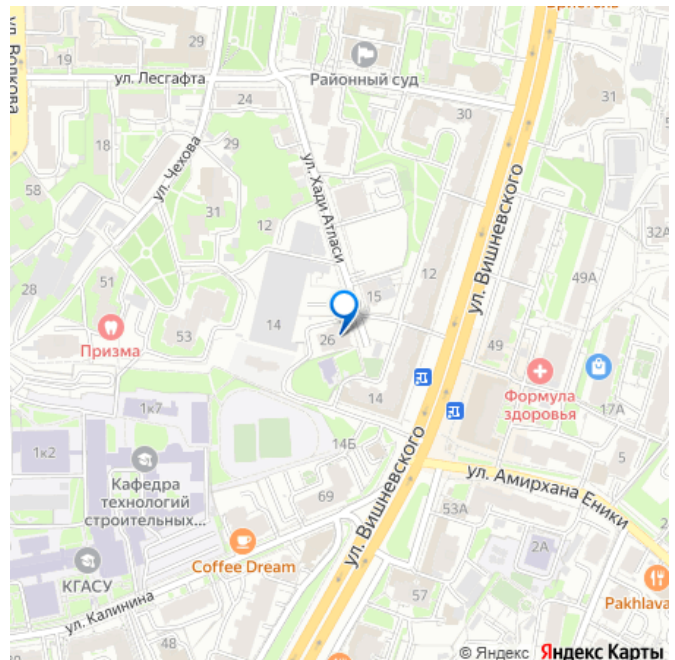 ул. Волкова
19
29
ул. Лесгафта
Районный суд
24
30
31
18
ул. Чехова
29
58
31
12
ул. Хади Атласи
ул. Вишневского
32А
28
51
Призма
53
14
15
26
12
49А
49
Формула
здоровья
17А
14
14Б
1к7
1к2
Кафедра
технологий
строительных...
69
ул. Вишневского
5
ул. Амирхана Еники
53А
2А
24
Coffee Dream
КГАСУ
57
Pakhlava
ул. Калинина
48
© Яндекс Яндекс Карты